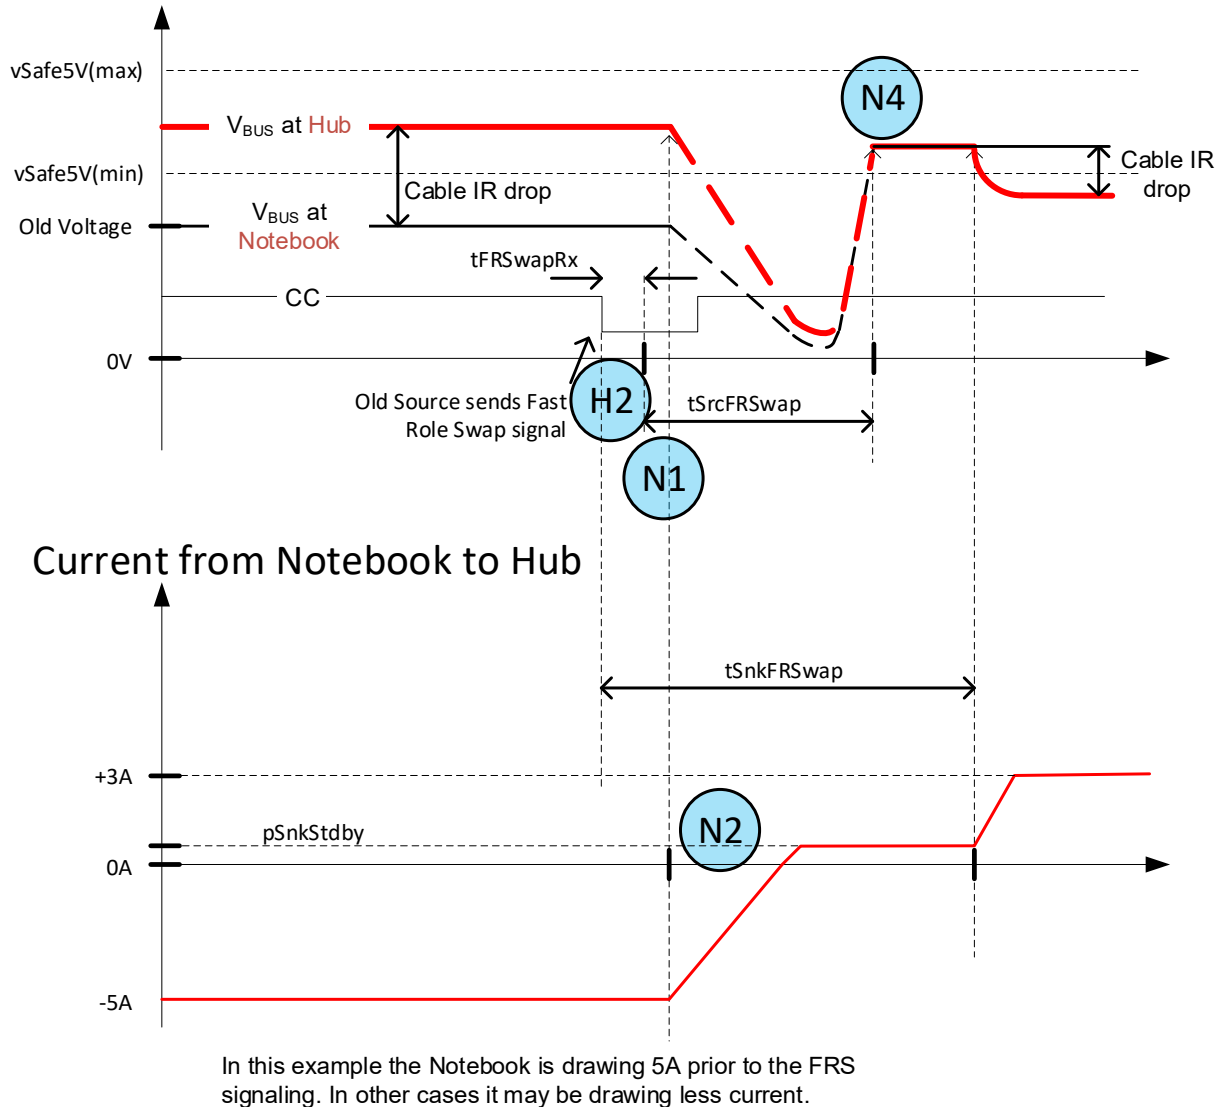 vSafe5V(max)
N4
VBUS at Hub
vSafe5V(min)
Cable IR drop
Cable IR
drop
Old Voltage
VBUS at
Notebook
tFRSwapRx
CC
0V
Old Source sends Fast
Role Swap signal
H2
tSrcFRSwap
N1
Current from Notebook to Hub
tSnkFRSwap
+3A
pSnkStdby
N2
0A
-5A
In this example the Notebook is drawing 5A prior to the FRS
signaling. In other cases it may be drawing less current.